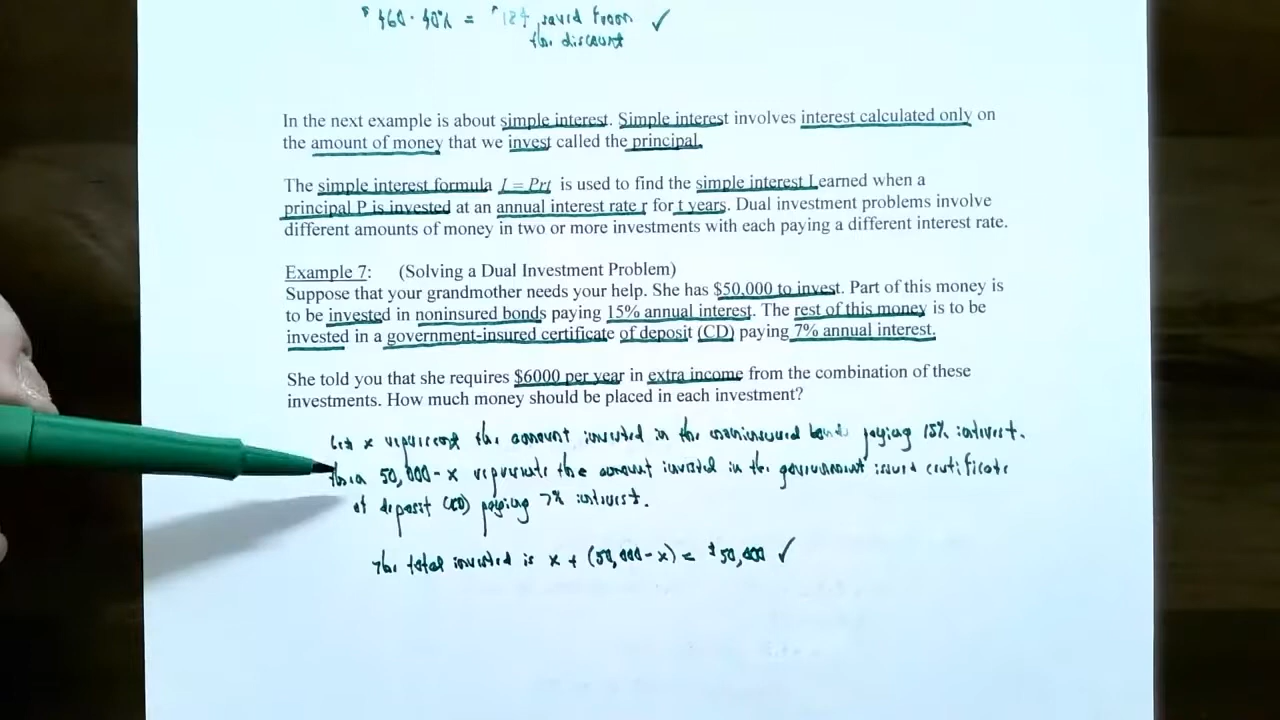 $460 · 40% = $184 saved from ✓
the discount
In the next example is about simple interest. Simple interest involves interest calculated only on
the amount of money that we invest called the principal.
The simple interest formula I = Prt is used to find the simple interest I earned when a
principal P is invested at an annual interest rate r for t years. Dual investment problems involve
different amounts of money in two or more investments with each paying a different interest rate.
Example 7: (Solving a Dual Investment Problem)
Suppose that your grandmother needs your help. She has $50,000 to invest. Part of this money is
to be invested in noninsured bonds paying 15% annual interest. The rest of this money is to be
invested in a government-insured certificate of deposit (CD) paying 7% annual interest.
She told you that she requires $6000 per year in extra income from the combination of these
investments. How much money should be placed in each investment?
Let x represent the amount invested in the noninsured bonds paying 15% interest.
then 50,000 - x represents the amount invested in the government issued certificate
of deposit (CD) paying 7% interest.
The total invested is x + (50,000 - x) = $50,000 ✓